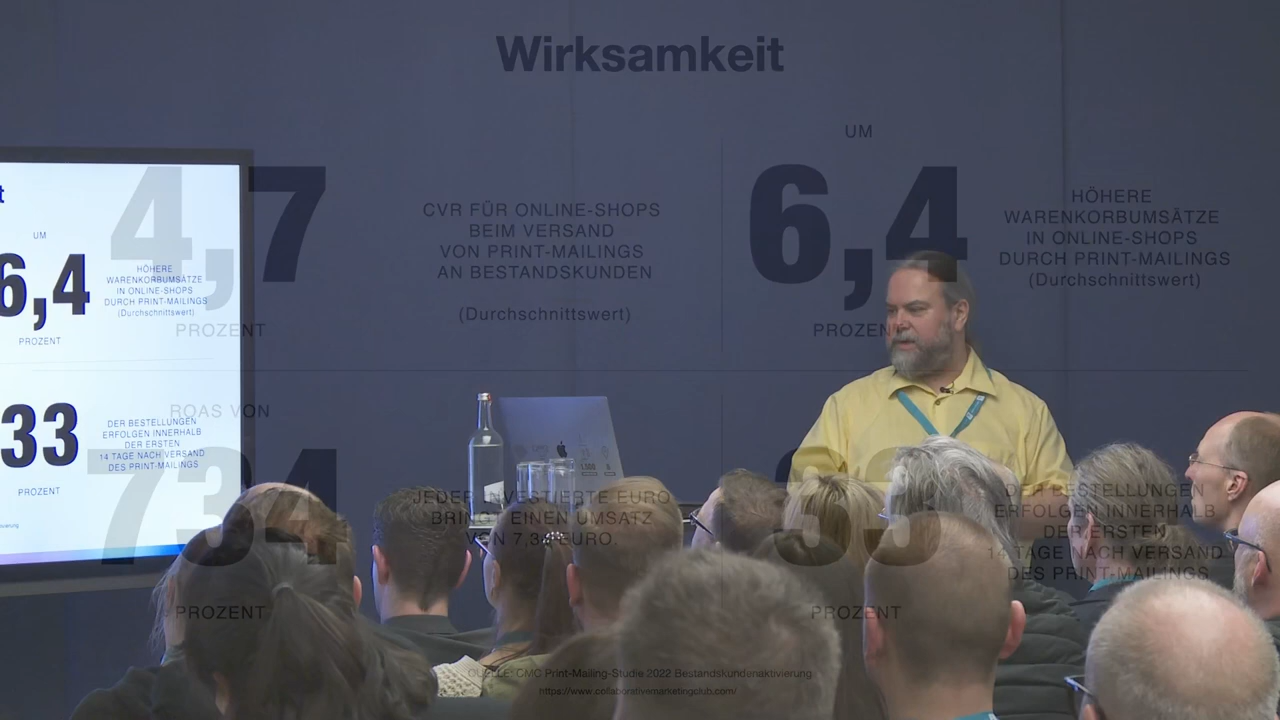 Wirksamkeit
4,7
PROZENT
CVR FÜR ONLINE-SHOPS
BEIM VERSAND
VON PRINT-MAILINGS
AN BESTANDSKUNDEN
(Durchschnittswert)
UM
6,4
PROZENT
HÖHERE
WARENKORBUMSÄTZE
IN ONLINE-SHOPS
DURCH PRINT-MAILINGS
(Durchschnittswert)
ROAS VON
734
PROZENT
JEDER INVESTIERTE EURO
BRINGT EINEN UMSATZ
VON 7,34 EURO.
33
PROZENT
DER BESTELLUNGEN
ERFOLGEN INNERHALB
DER ERSTEN
14 TAGE NACH VERSAND
DES PRINT-MAILINGS
QUELLE: CMC Print-Mailing-Studie 2022 Bestandskundenaktivierung
https://www.collaborativemarketingclub.com/
t
UM
6,4
PROZENT
HÖHERE
WARENKORBUMSÄTZE
IN ONLINE-SHOPS
DURCH PRINT-MAILINGS
(Durchschnittswert)
33
PROZENT
DER BESTELLUNGEN
ERFOLGEN INNERHALB
DER ERSTEN
14 TAGE NACH VERSAND
DES PRINT-MAILINGS